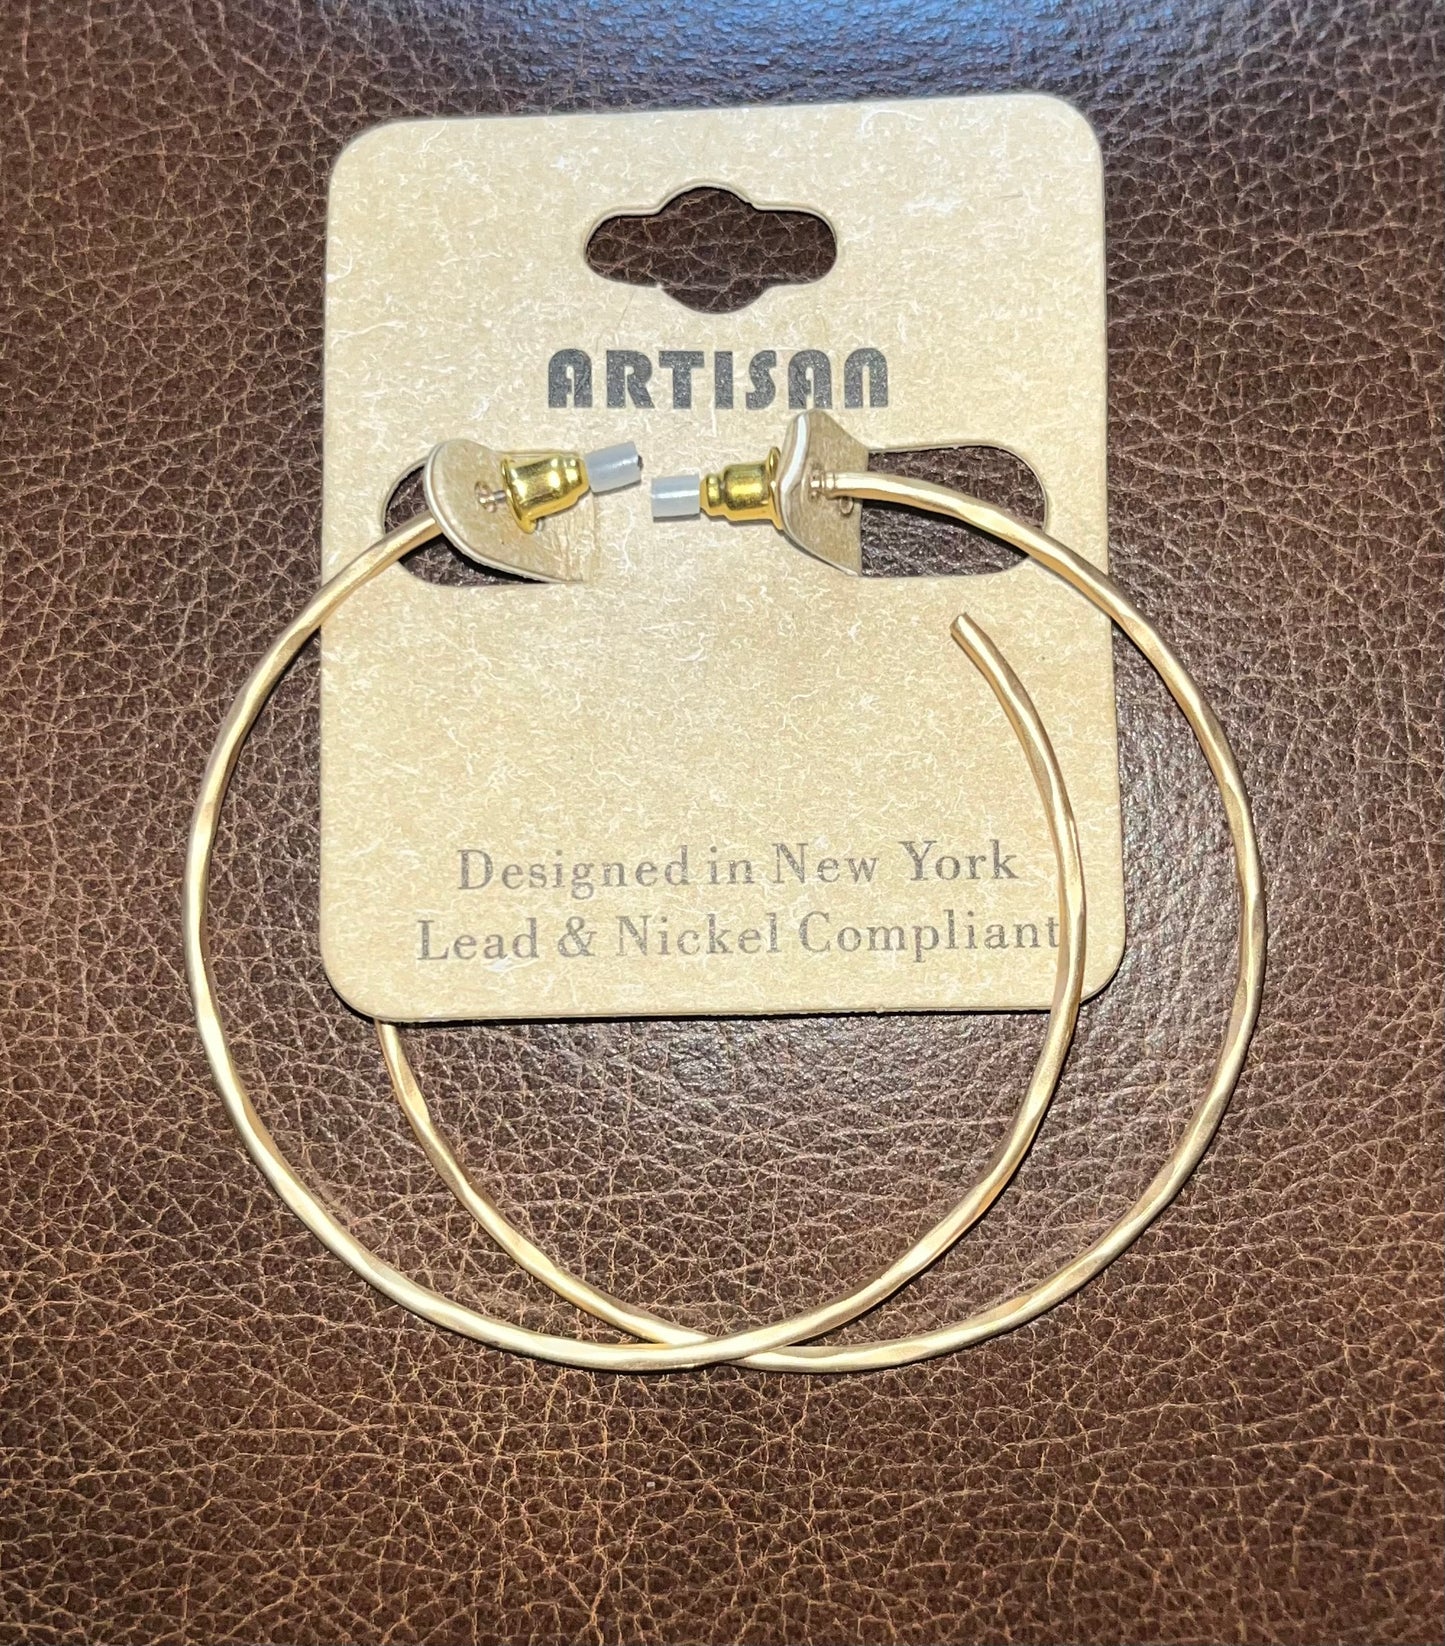 ARTISAN
Designed in New York
Lead & Nickel Compliant